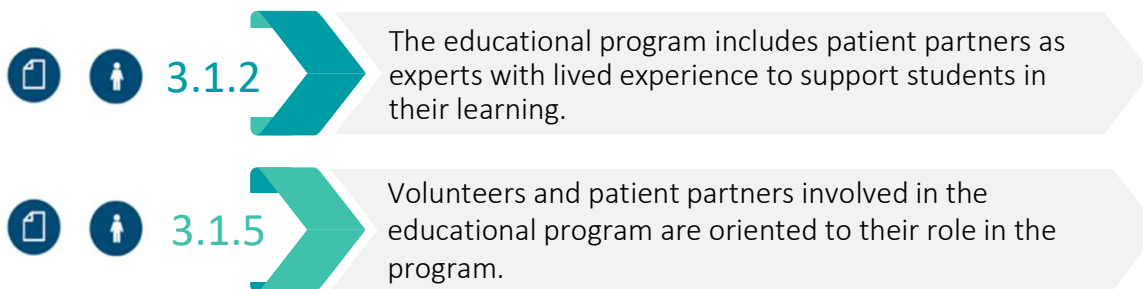 3.1.2
The educational program includes patient partners as
experts with lived experience to support students in
their learning.
3.1.5
Volunteers and patient partners involved in the
educational program are oriented to their role in the
program.